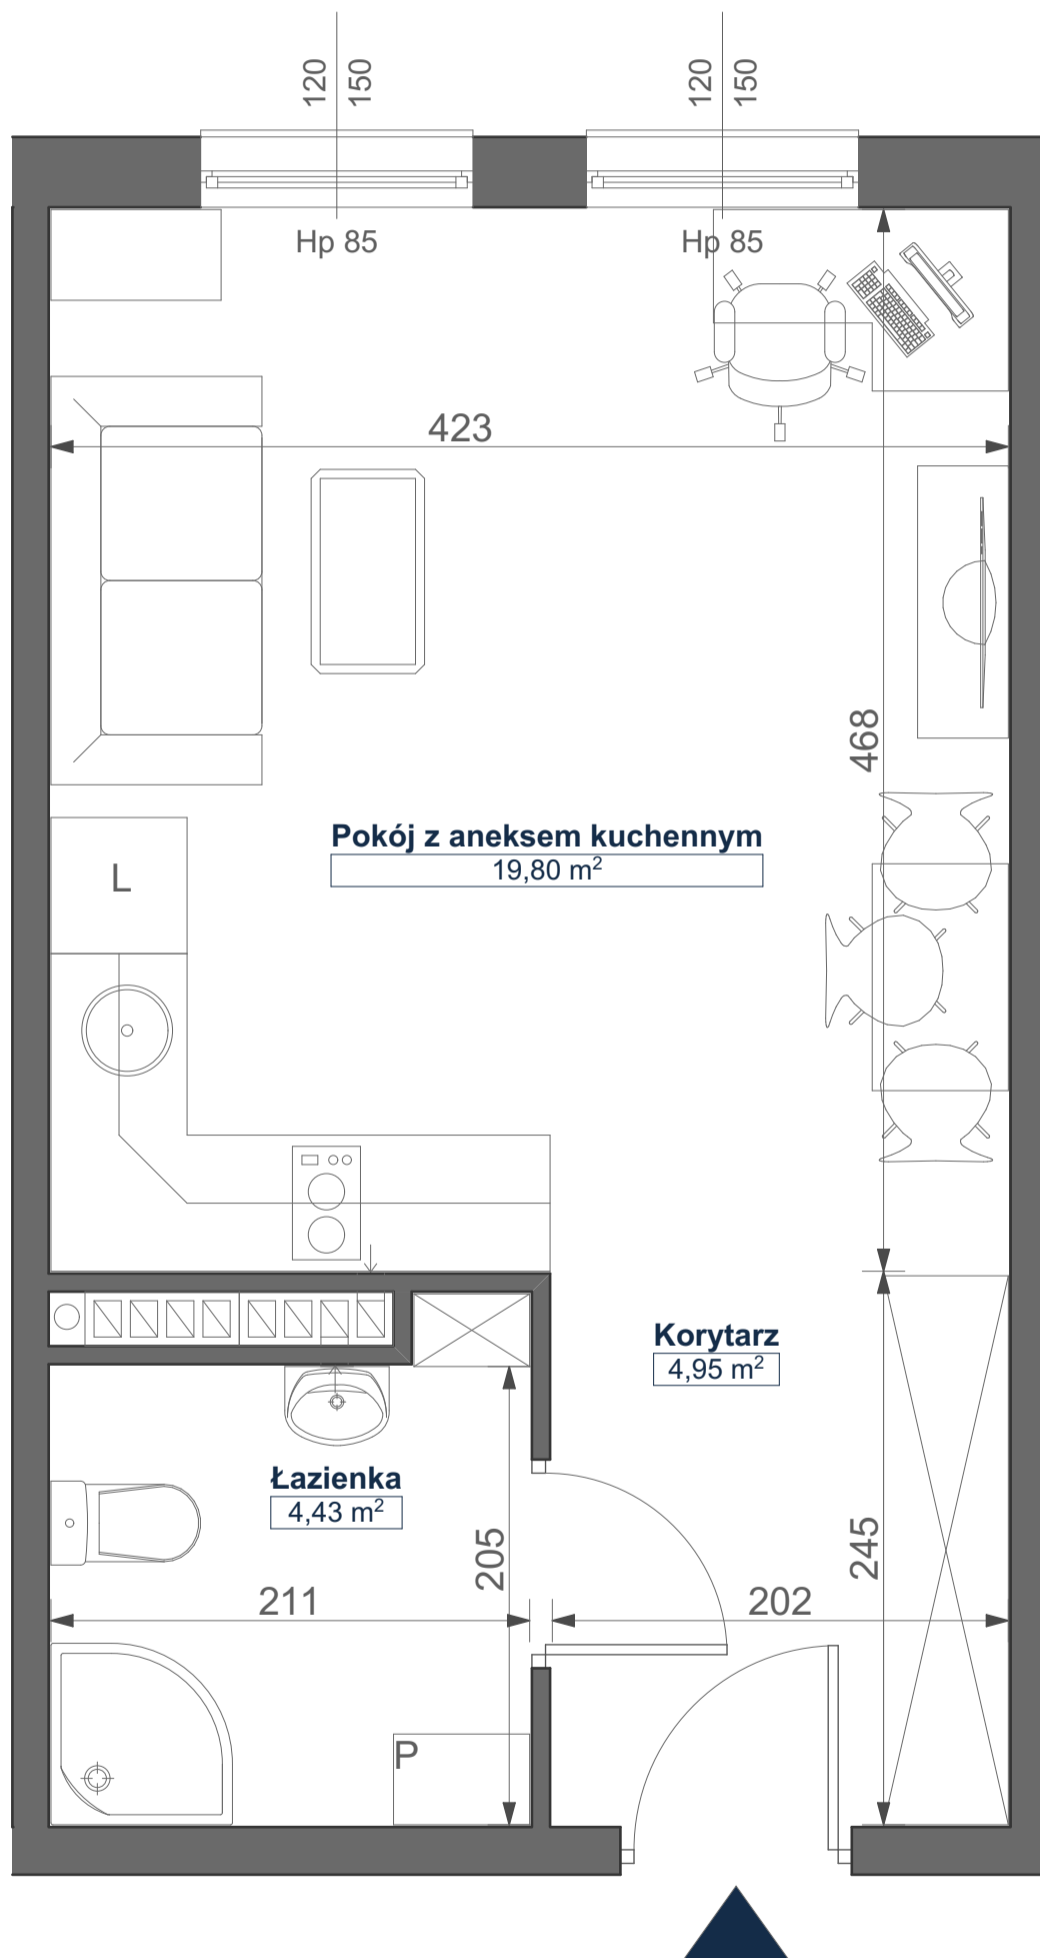 120
150
120
150
Hp 85
Hp 85
423
468
Pokój z aneksem kuchennym
19,80 m²
L
Korytarz
4,95 m²
Łazienka
4,43 m²
205
245
211
202
P